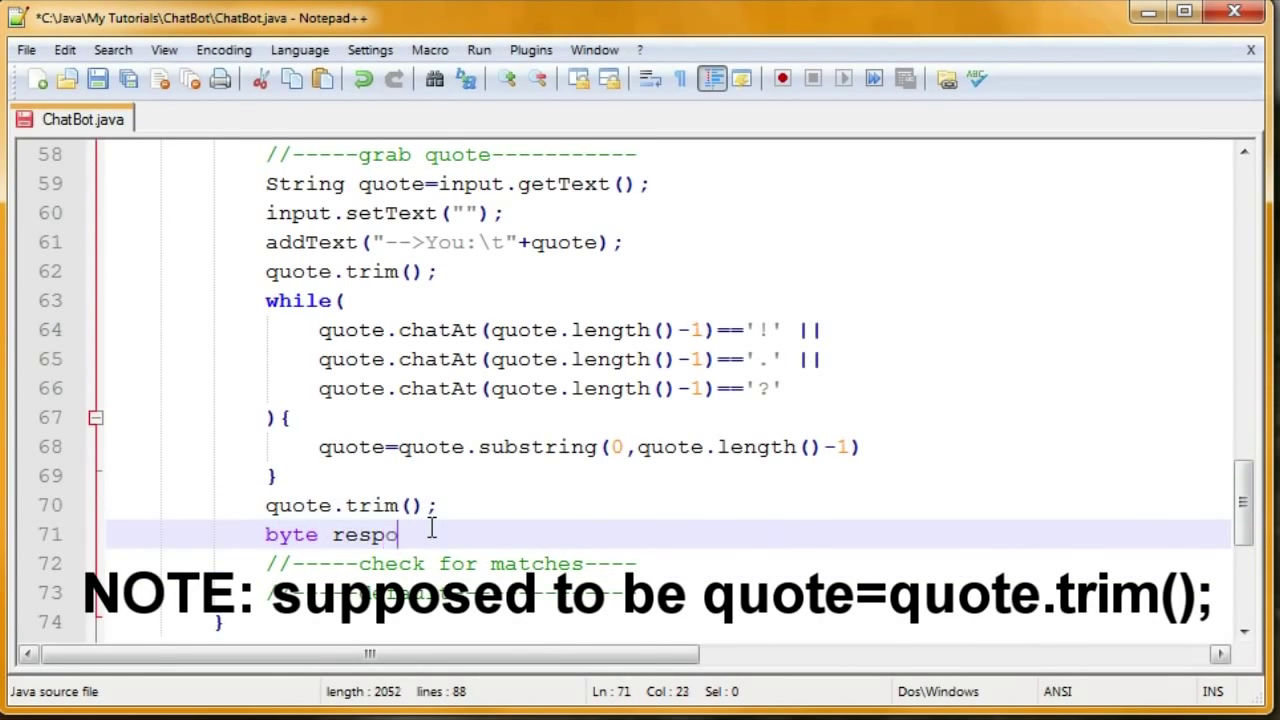 *C:\Java\My Tutorials\ChatBot\ChatBot.java - Notepad++
File Edit Search View Encoding Language Settings Macro Run Plugins Window ? X
ABC
ChatBot.java
58 //-----grab quote-----------
59 String quote=input.getText();
60 input.setText("");
61 addText("-->You:\t"+quote);
62 quote.trim();
63 while(
64 quote.chatAt(quote.length()-1)=='!' ||
65 quote.chatAt(quote.length()-1)=='.' ||
66 quote.chatAt(quote.length()-1)=='?'
67 ){
68 quote=quote.substring(0,quote.length()-1)
69 }
70 quote.trim();
71 byte respo
72 //-----check for matches----
73
NOTE: supposed to be quote=quote.trim();
74 }
Java source file length : 2052 lines : 88 Ln : 71 Col : 23 Sel : 0 Dos\Windows ANSI INS